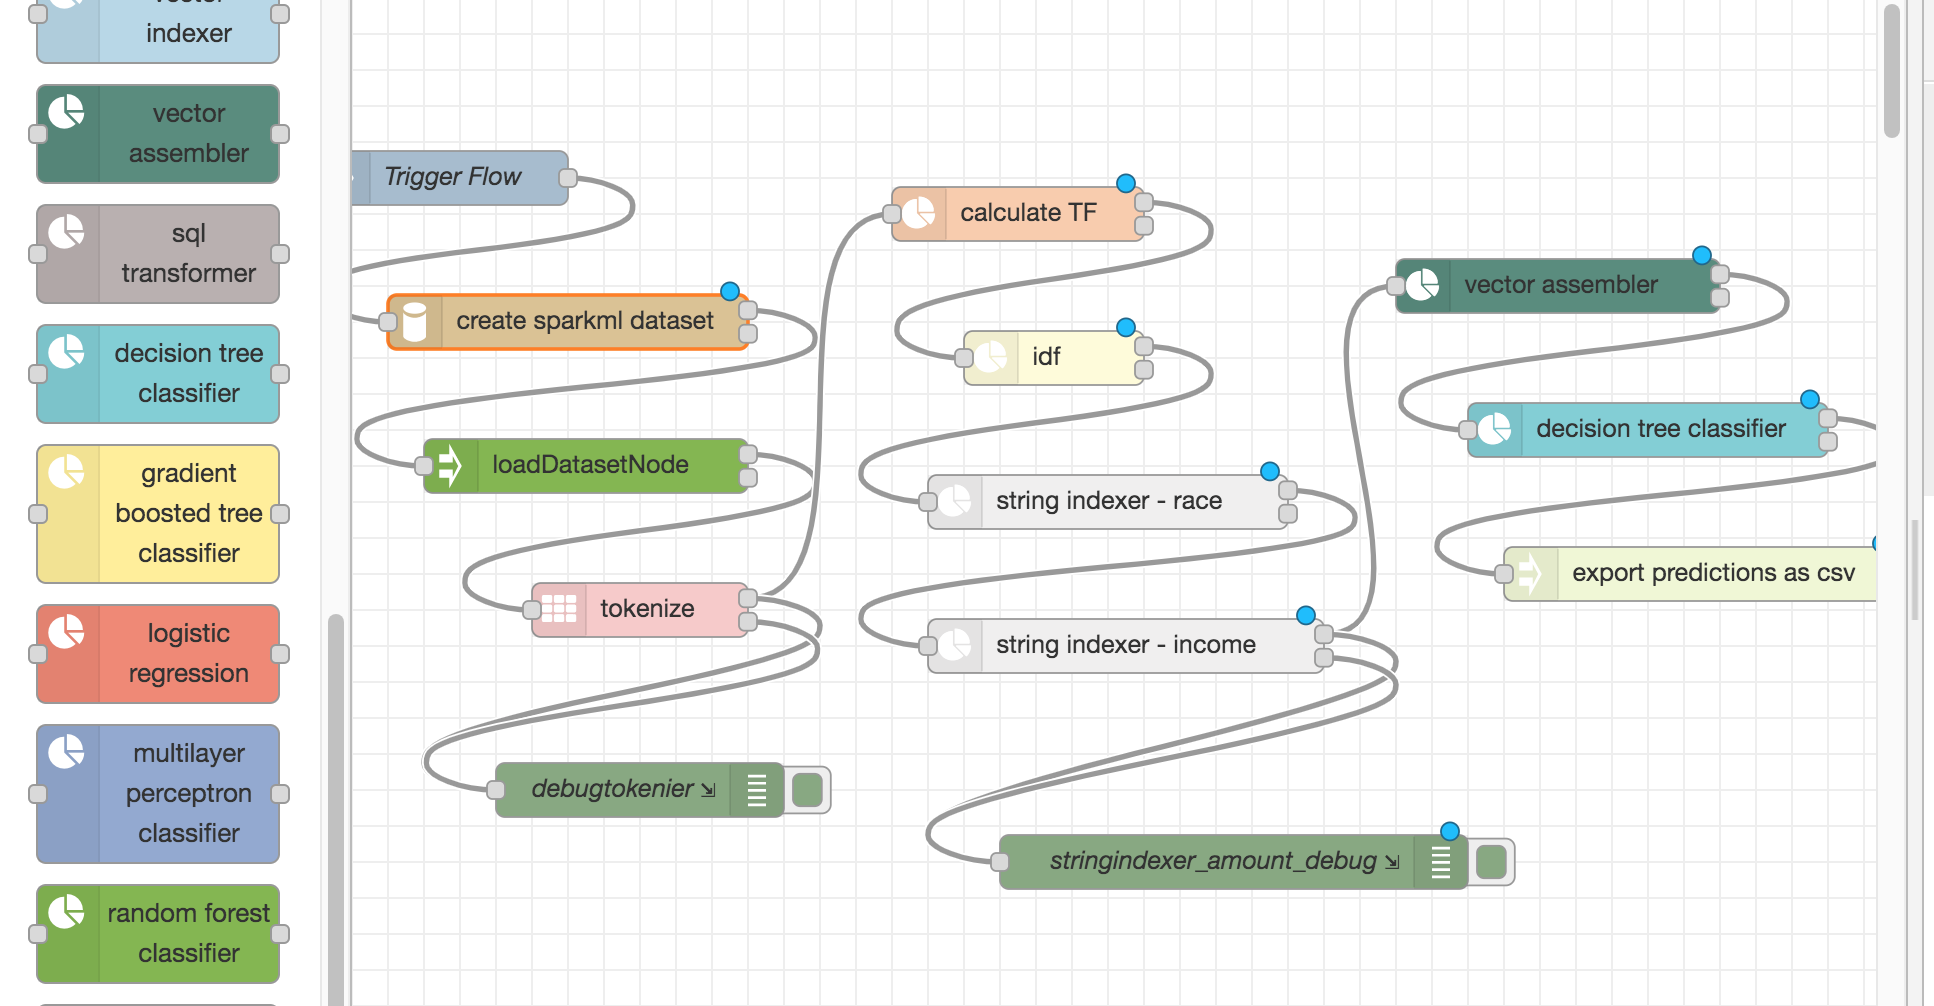 vector
indexer
vector
assembler
sql
transformer
decision tree
classifier
gradient
boosted tree
classifier
logistic
regression
multilayer
perceptron
classifier
random forest
classifier
Trigger Flow
create sparkml dataset
loadDatasetNode
tokenize
debugtokenier
calculate TF
idf
string indexer - race
string indexer - income
stringindexer_amount_debug
vector assembler
decision tree classifier
export predictions as csv